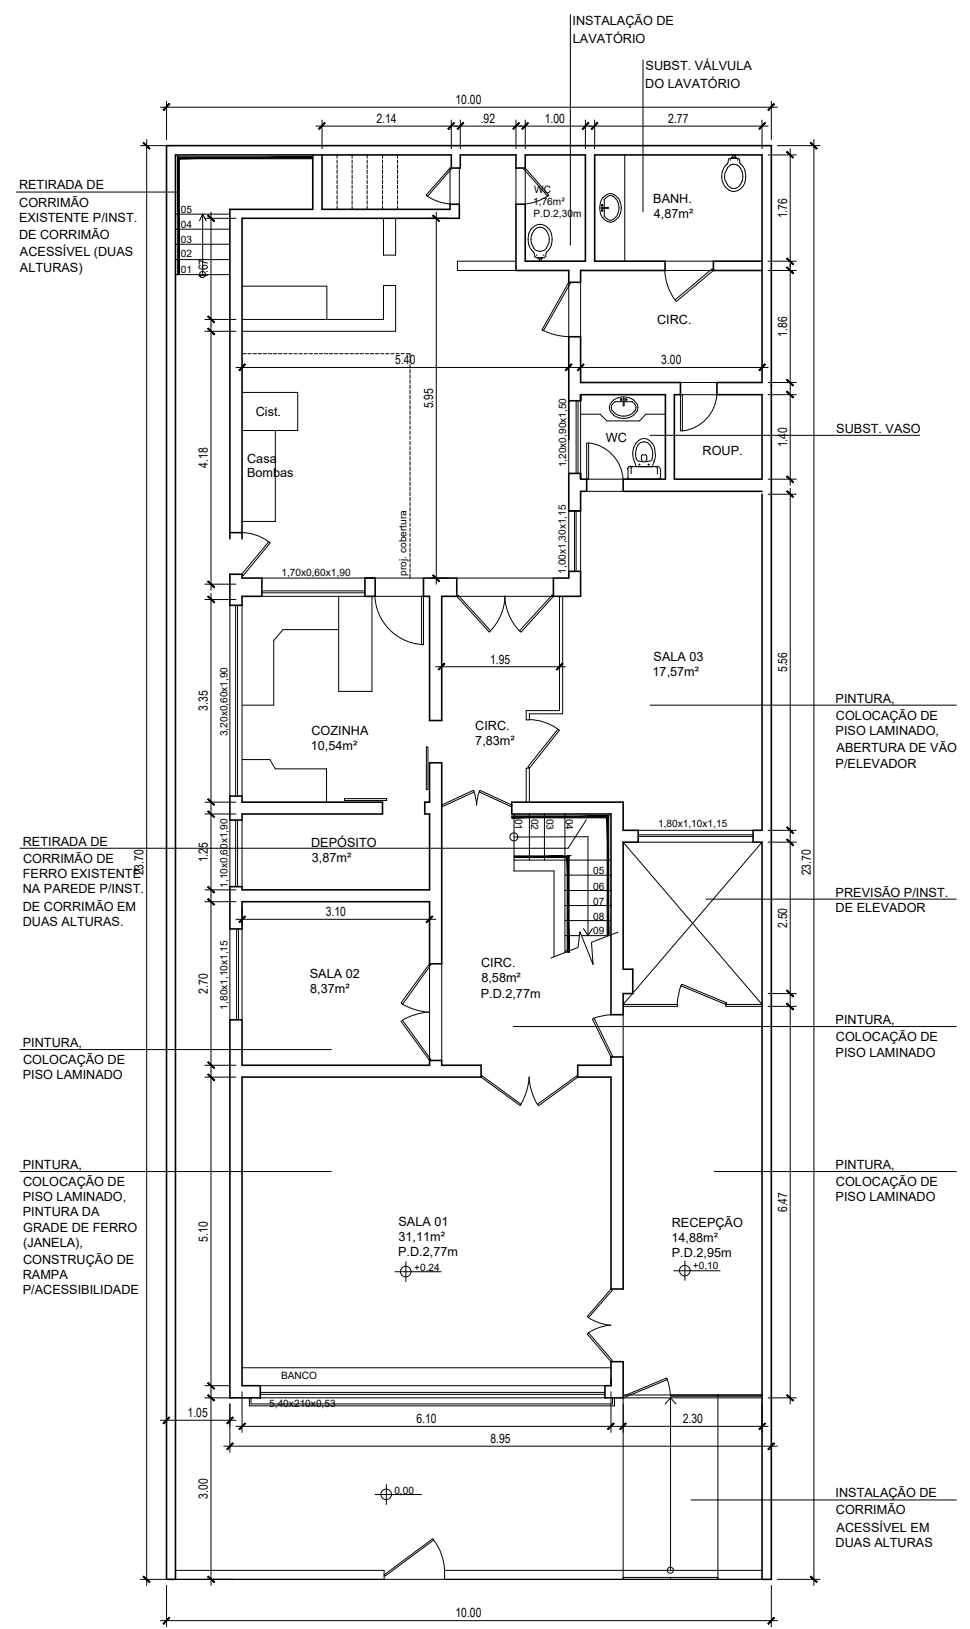 INSTALAÇÃO DE
LAVATÓRIO
SUBST. VÁLVULA
DO LAVATÓRIO
10.00
2.14
.92
1.00
2.77
RETIRADA DE
CORRIMÃO
EXISTENTE P/INST.
DE CORRIMÃO
ACESSÍVEL (DUAS
ALTURAS)
05
04
03
02
01
WC
1,76m²
P.D.2,30m
BANH.
4,87m²
1.76
CIRC.
1.86
5.40
3.00
5.95
Cist.
Casa
Bombas
4.18
1,20x0,90x1,50
WC
ROUP.
1.40
SUBST. VASO
1,00x1,30x1,15
proj. cobertura
1,70x0,60x1,90
1.95
SALA 03
17,57m²
5.56
3.35
3,20x0,60x1,90
COZINHA
10,54m²
CIRC.
7,83m²
PINTURA,
COLOCAÇÃO DE
PISO LAMINADO,
ABERTURA DE VÃO
P/ELEVADOR
RETIRADA DE
CORRIMÃO DE
FERRO EXISTENTE
NA PAREDE P/INST.
DE CORRIMÃO EM
DUAS ALTURAS.
23.70
1.25
1,10x0,60x1,90
DEPÓSITO
3,87m²
01
02
03
04
05
06
07
08
09
1,80x1,10x1,15
23.70
PREVISÃO P/INST.
DE ELEVADOR
2.50
3.10
2.70
1,80x1,10x1,15
SALA 02
8,37m²
CIRC.
8,58m²
P.D.2,77m
PINTURA,
COLOCAÇÃO DE
PISO LAMINADO
PINTURA,
COLOCAÇÃO DE
PISO LAMINADO
PINTURA,
COLOCAÇÃO DE
PISO LAMINADO,
PINTURA DA
GRADE DE FERRO
(JANELA),
CONSTRUÇÃO DE
RAMPA
P/ACESSIBILIDADE
5.10
SALA 01
31,11m²
P.D.2,77m
+0,24
RECEPÇÃO
14,88m²
P.D.2,95m
+0,10
6.47
PINTURA,
COLOCAÇÃO DE
PISO LAMINADO
BANCO
5,40x210x0,53
1.05
6.10
2.30
8.95
3.00
0,00
INSTALAÇÃO DE
CORRIMÃO
ACESSÍVEL EM
DUAS ALTURAS
10.00